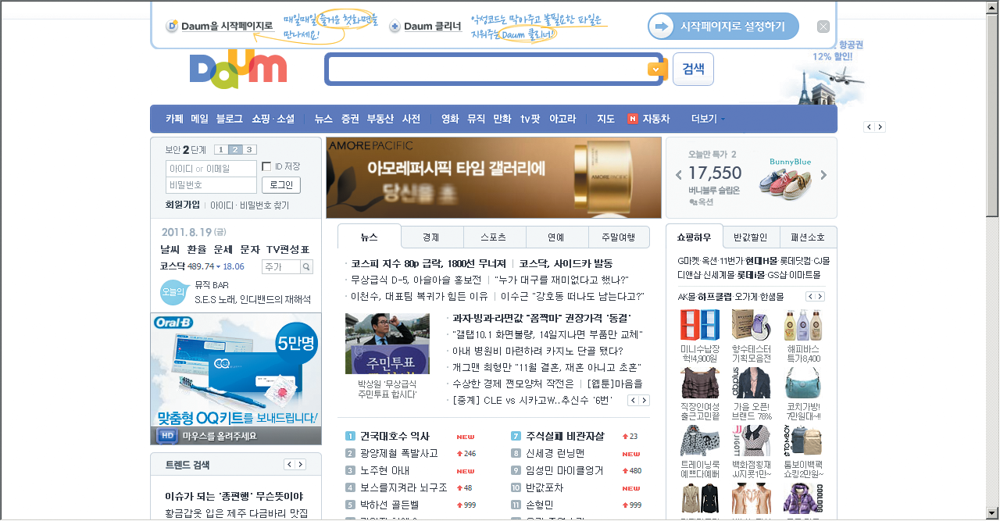 Daum을 시작페이지로
매일매일 즐거운 첫화면을
만나세요!
Daum 클리너
악성코드는 막아주고 불필요한 파일은
지워주는 Daum 클리너!
시작페이지로 설정하기
항공권
12% 할인!
Daum
검색
카페 메일 블로그 쇼핑·소셜 뉴스 증권 부동산 사전 영화 뮤직 만화 tv팟 아고라 지도 N 자동차 더보기
보안 2단계 1 2 3
아이디 or 이메일
ID 저장
비밀번호
로그인
회원가입 | 아이디·비밀번호 찾기
AMOREPACIFIC
아모레퍼시픽 타임 갤러리에
당신을
AMOREPACIFIC
오늘만 특가 2
17,550
버니블루 슬립온
옥션
BunnyBlue
2011.8.19 (금)
날씨 환율 운세 문자 TV편성표
코스닥 489.74 18.06
주가
오늘의
뮤직 BAR
S.E.S 노래, 인디밴드의 재해석
Oral-B
5만명
맞춤형 OQ키트를 보내드립니다!
HD 마우스를 올려주세요
트렌드 검색
이슈가 되는 '종편행' 무슨뜻이야
황금갑옷 입은 제주 다금바리 맛집
뉴스 경제 스포츠 연예 주말여행
· 코스피 지수 80p 급락, 1800선 무너져 | 코스닥, 사이드카 발동
· 무상급식 D-5, 아슬아슬 홍보전 | "누가 대구를 재미없다고 했나?"
· 이천수, 대표팀 복귀가 힘든 이유 | 이수근 "강호동 떠나도 남는다고?"
주민투표
박상원 '무상급식
주민투표 합시다'
· 과자·빙과·라면값 "꼼짝마" 권장가격 '동결'
· "갤탭10.1 화면불량, 14일지나면 부품만 교체"
· 아내 병원비 마련하려 카지노 단골 됐다?
· 개그맨 최형만 "11월 결혼, 재혼 아니고 초혼"
· 수상한 경제 쩐모양처 작전은 | [웹툰]마음을
· [중계] CLE vs 시카고W..추신수 '6번'
1 건국대호수 익사 NEW
2 광양제철 폭발사고 246
3 노주현 아내 NEW
4 보스를지켜라 뇌구조 48
5 박하선 골든벨 999
7 주식실패 비관자살 23
8 신세경 런닝맨 NEW
9 임성민 마이클엉거 480
10 반값포차 NEW
11 손형민 999
쇼핑하우 반값할인 패션소호
G마켓·옥션·11번가·현대H몰·롯데닷컴·CJ몰
디앤샵·신세계몰·롯데i몰·GS샵·이마트몰
AK몰·하프클럽·오가게·한샘몰
미니수납장
헉!4,900원
향수테스터
기획모음전
해피바스
특가8,400
직장인여성
출근고민끝
abplus
가을 오픈!
브랜드 78%
코치가방!
7만원대~!!
트레이닝룩
예쁘다예뻐
JJIGOTT
백화점횡재
JJ지콧1만~
TOMBOY
톰보이백팩
쇼킹2만원~